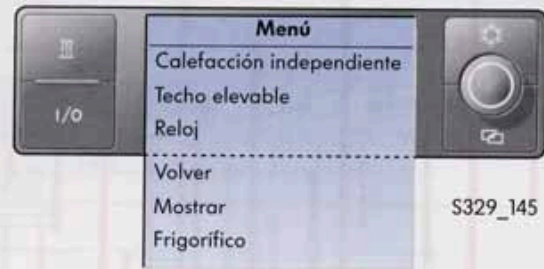 Menú
Calefacción independiente
Techo elevable
Reloj
I/O
Volver
Mostrar
Frigorífico
S329_145